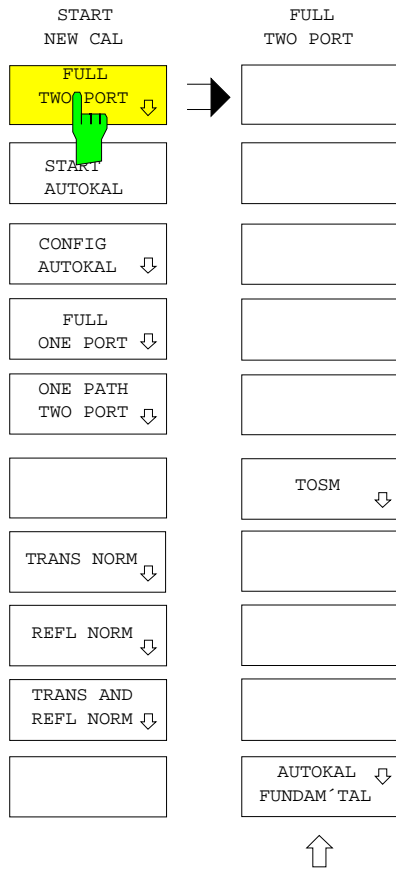 START
NEW CAL
FULL
TWO PORT
START
AUTOKAL
CONFIG
AUTOKAL
FULL
ONE PORT
ONE PATH
TWO PORT
TRANS NORM
REFL NORM
TRANS AND
REFL NORM
FULL
TWO PORT
TOSM
AUTOKAL
FUNDAM´TAL